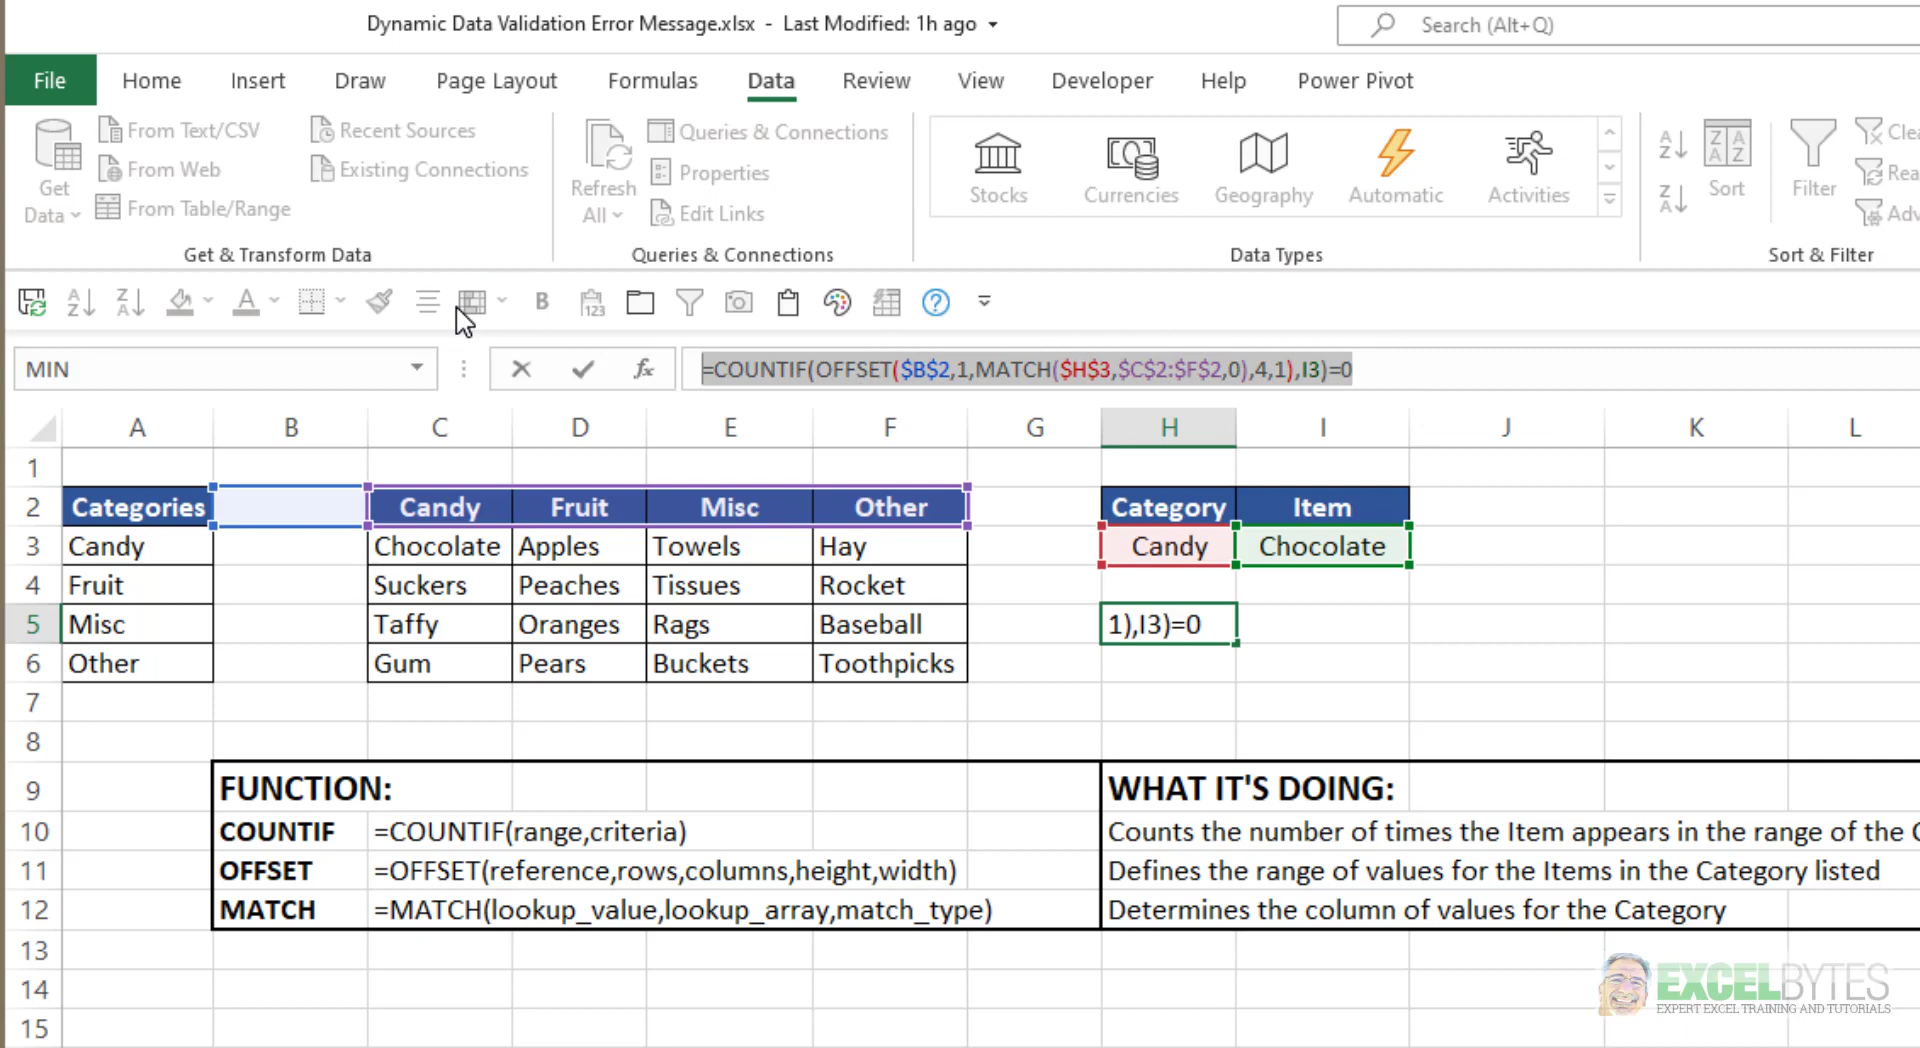 Dynamic Data Validation Error Message.xlsx - Last Modified: 1h ago
Search (Alt+Q)
File Home Insert Draw Page Layout Formulas Data Review View Developer Help Power Pivot
Get Data
From Text/CSV
From Web
From Table/Range
Recent Sources
Existing Connections
Get & Transform Data
Refresh All
Queries & Connections
Properties
Edit Links
Queries & Connections
Stocks Currencies Geography Automatic Activities
Data Types
Sort
Filter
Sort & Filter
MIN
=COUNTIF(OFFSET($B$2,1,MATCH($H$3,$C$2:$F$2,0),4,1),I3)=0
A B C D E F G H I J K L
1
2 Categories Candy Fruit Misc Other Category Item
3 Candy Chocolate Apples Towels Hay Candy Chocolate
4 Fruit Suckers Peaches Tissues Rocket
5 Misc Taffy Oranges Rags Baseball 1),I3)=0
6 Other Gum Pears Buckets Toothpicks
7
8
9 FUNCTION: WHAT IT'S DOING:
10 COUNTIF =COUNTIF(range,criteria) Counts the number of times the Item appears in the range of the
11 OFFSET =OFFSET(reference,rows,columns,height,width) Defines the range of values for the Items in the Category listed
12 MATCH =MATCH(lookup_value,lookup_array,match_type) Determines the column of values for the Category
13
14
15
EXCELBYTES
EXPERT EXCEL TRAINING AND TUTORIALS